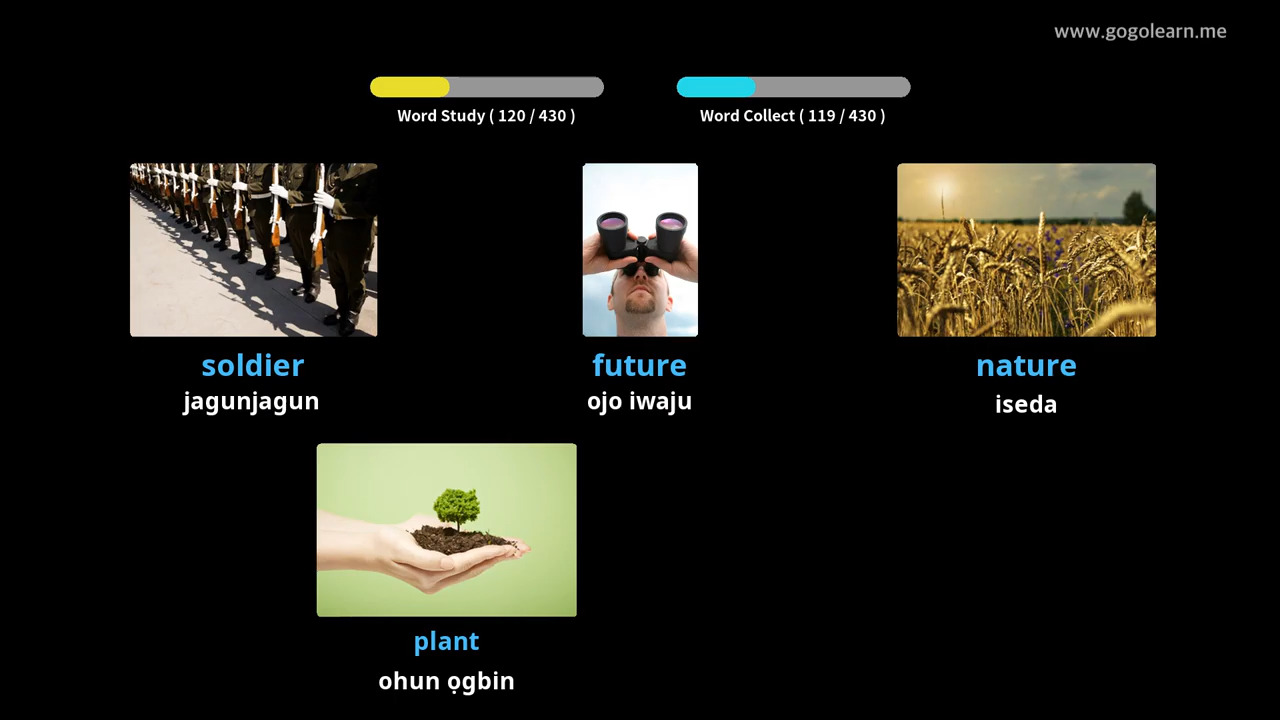 www.gogolearn.me
Word Study ( 120 / 430 )
Word Collect ( 119 / 430 )
soldier
jagunjagun
future
ojo iwaju
nature
iseda
plant
ohun ọgbin